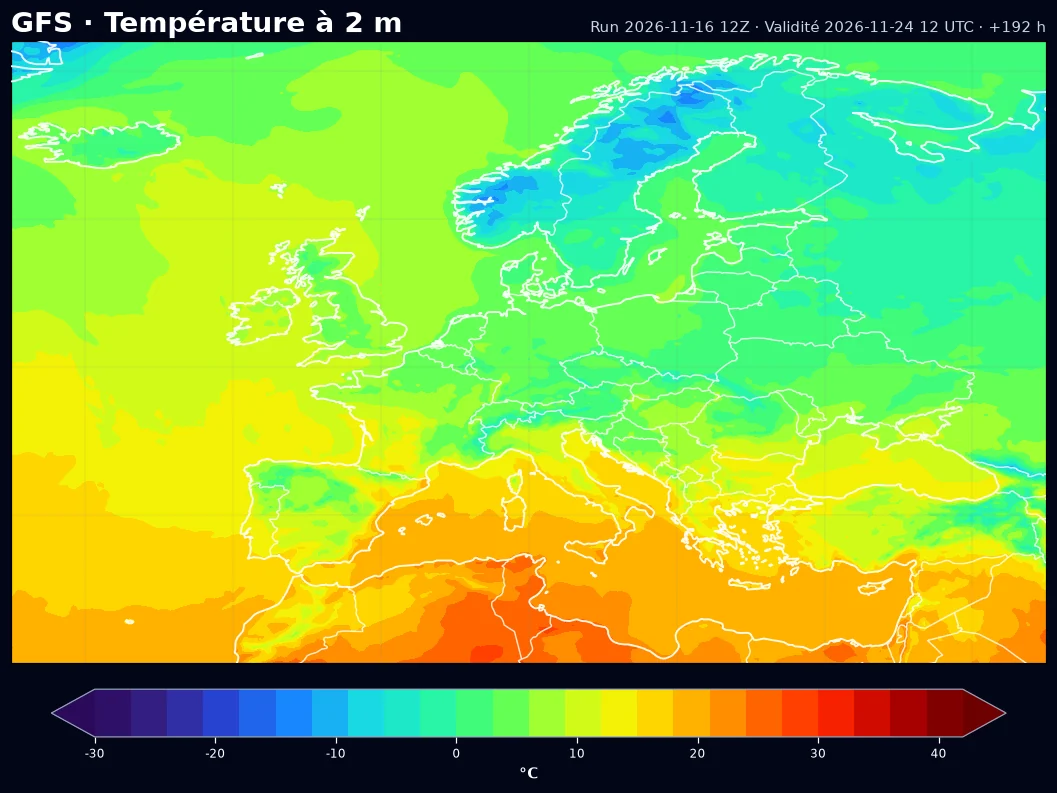 GFS · Température à 2 m
Run 2026-11-16 12Z · Validité 2026-11-24 12 UTC · +192 h
-30 -20 -10 0 10 20 30 40
°C